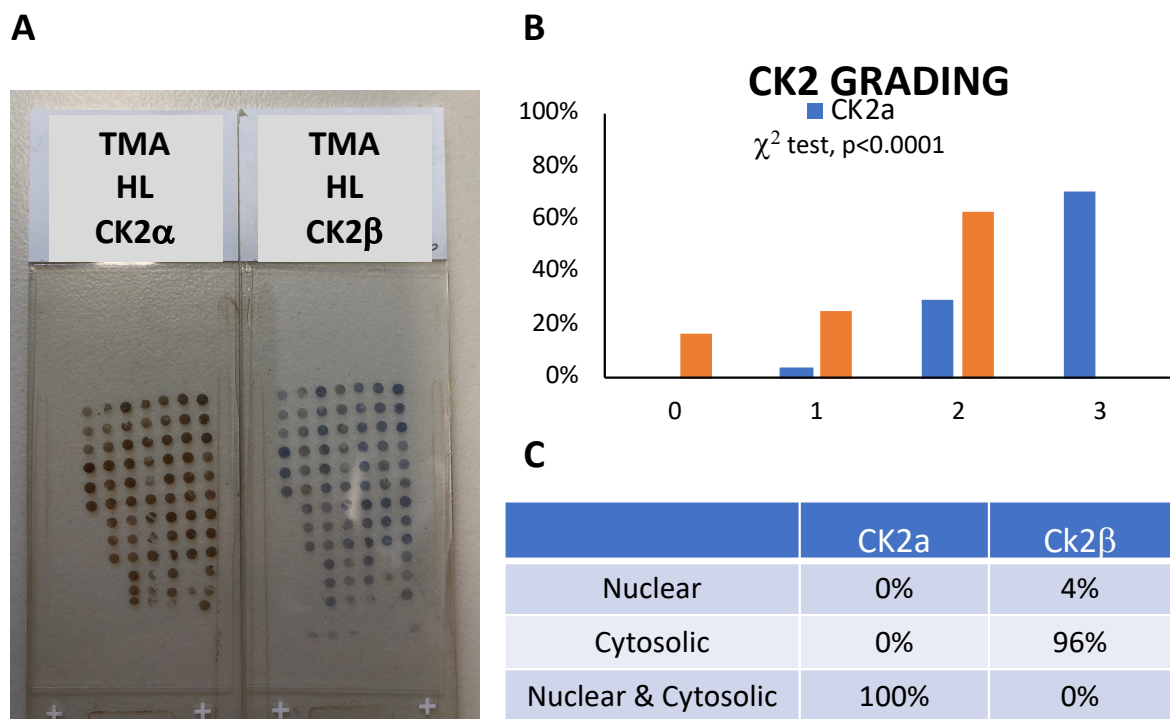 A
TMA
HL
CK2α
TMA
HL
CK2β
B
CK2 GRADING
CK2a
χ² test, p<0.0001
100%
80%
60%
40%
20%
0%
0 1 2 3
C
CK2a Ck2β
Nuclear 0% 4%
Cytosolic 0% 96%
Nuclear & Cytosolic 100% 0%